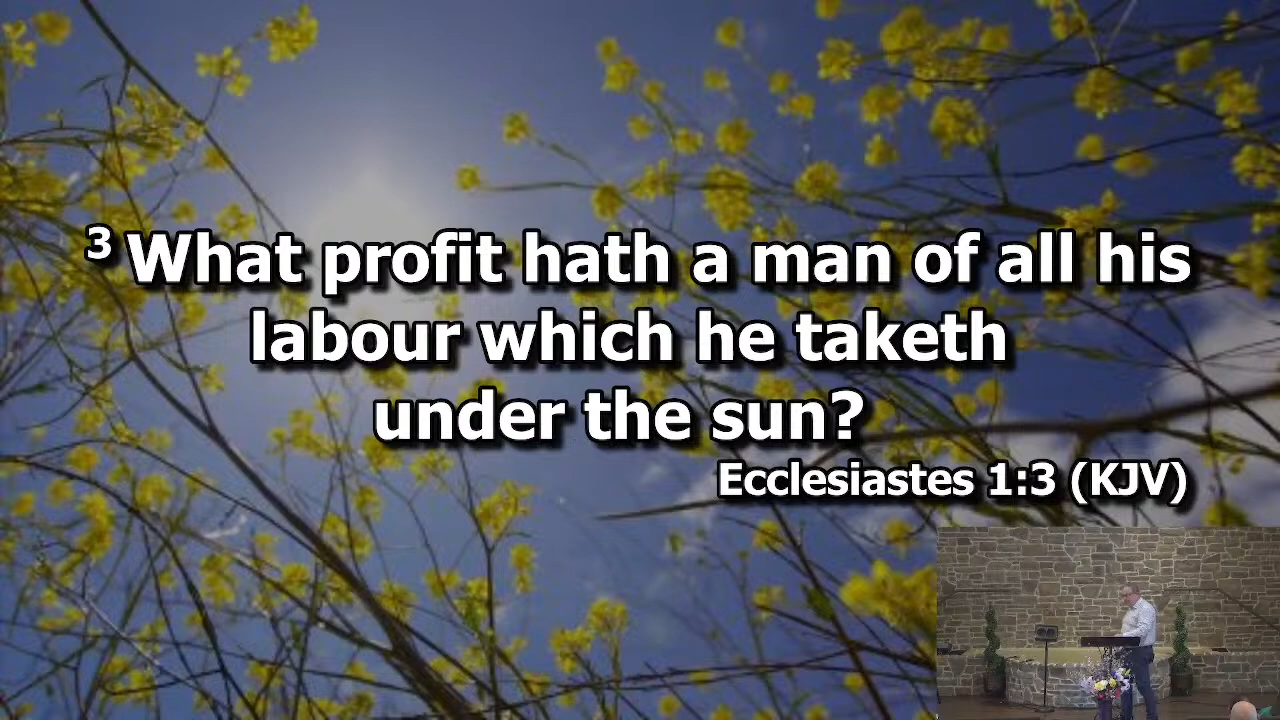 3 What profit hath a man of all his
labour which he taketh
under the sun?
Ecclesiastes 1:3 (KJV)